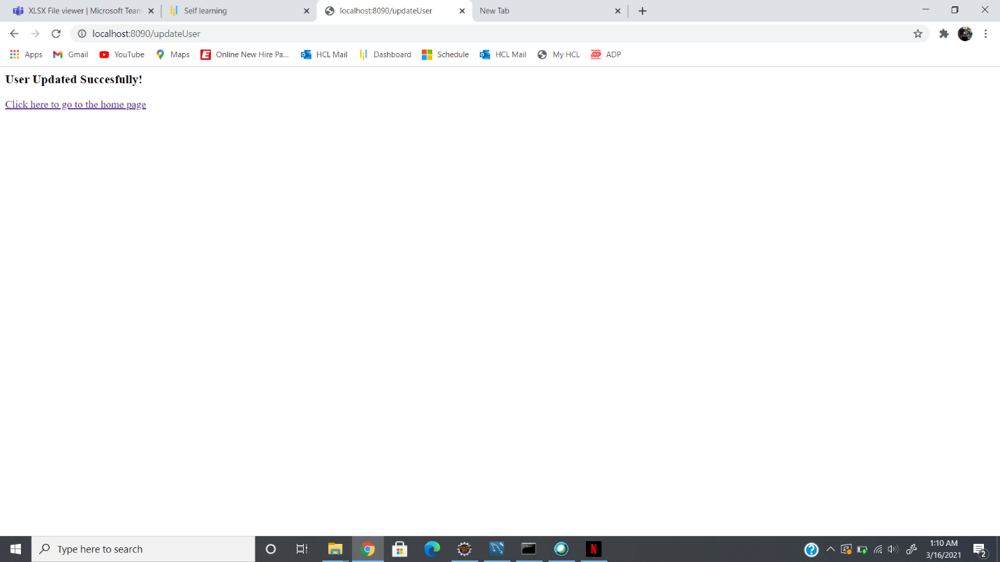 XLSX File viewer | Microsoft Team
Self learning
localhost:8090/updateUser
New Tab
localhost:8090/updateUser
Apps
Gmail
YouTube
Maps
Online New Hire Pa...
HCL Mail
Dashboard
Schedule
HCL Mail
My HCL
ADP
User Updated Succesfully!
Click here to go to the home page
Type here to search
1:10 AM
3/16/2021
2